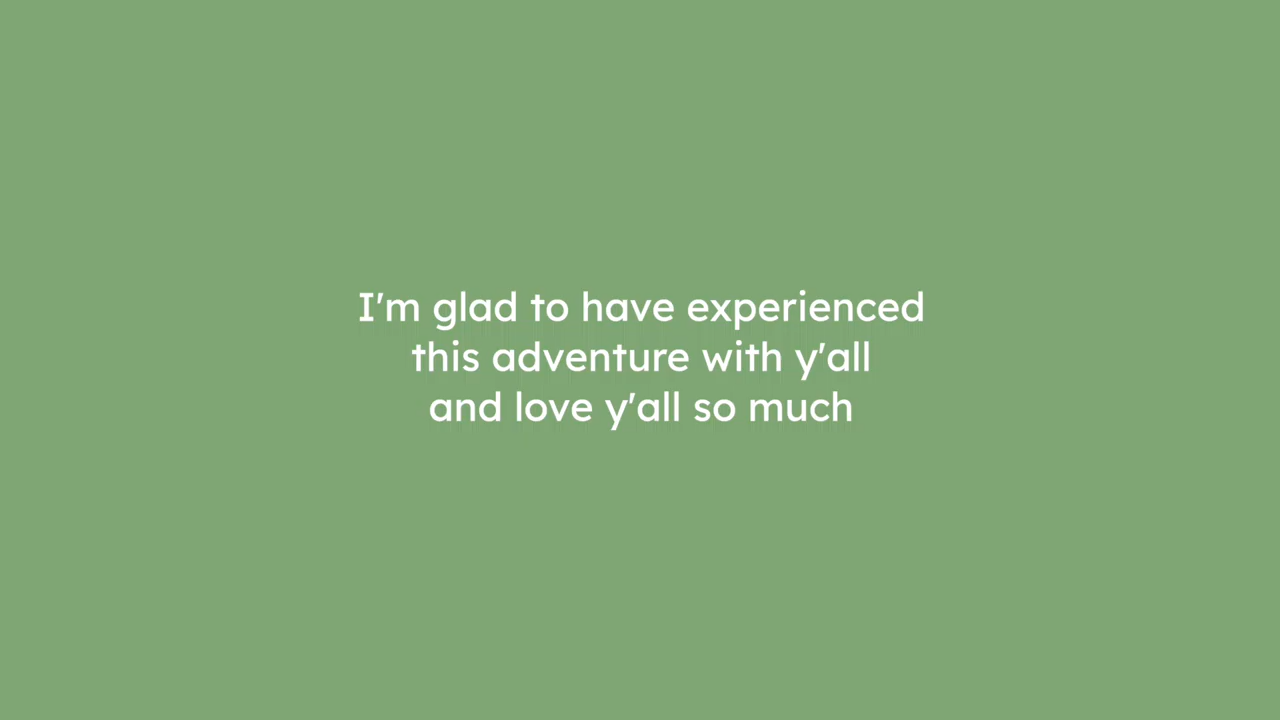 I'm glad to have experienced
this adventure with y'all
and love y'all so much